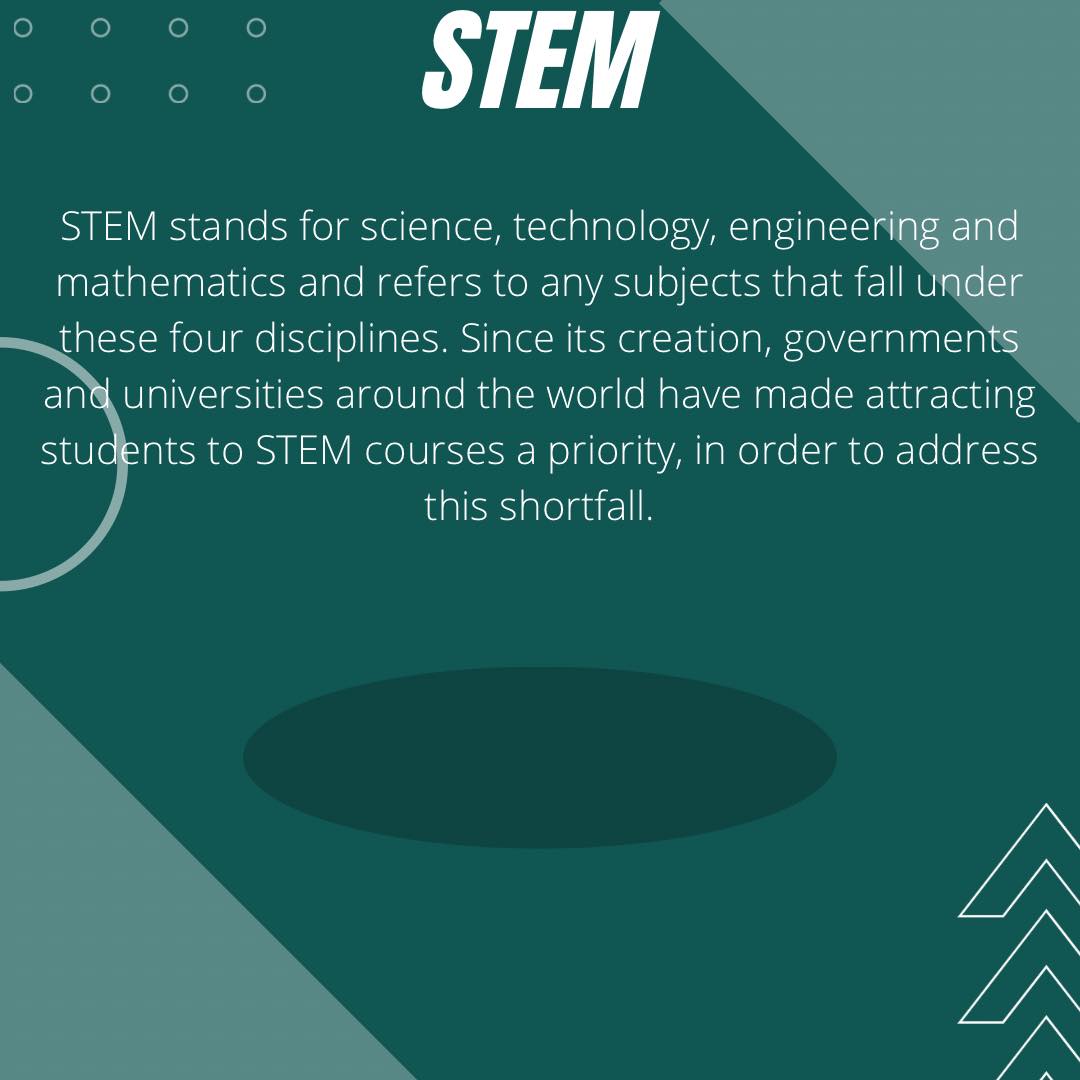 STEM
STEM stands for science, technology, engineering and
mathematics and refers to any subjects that fall under
these four disciplines. Since its creation, governments
and universities around the world have made attracting
students to STEM courses a priority, in order to address
this shortfall.